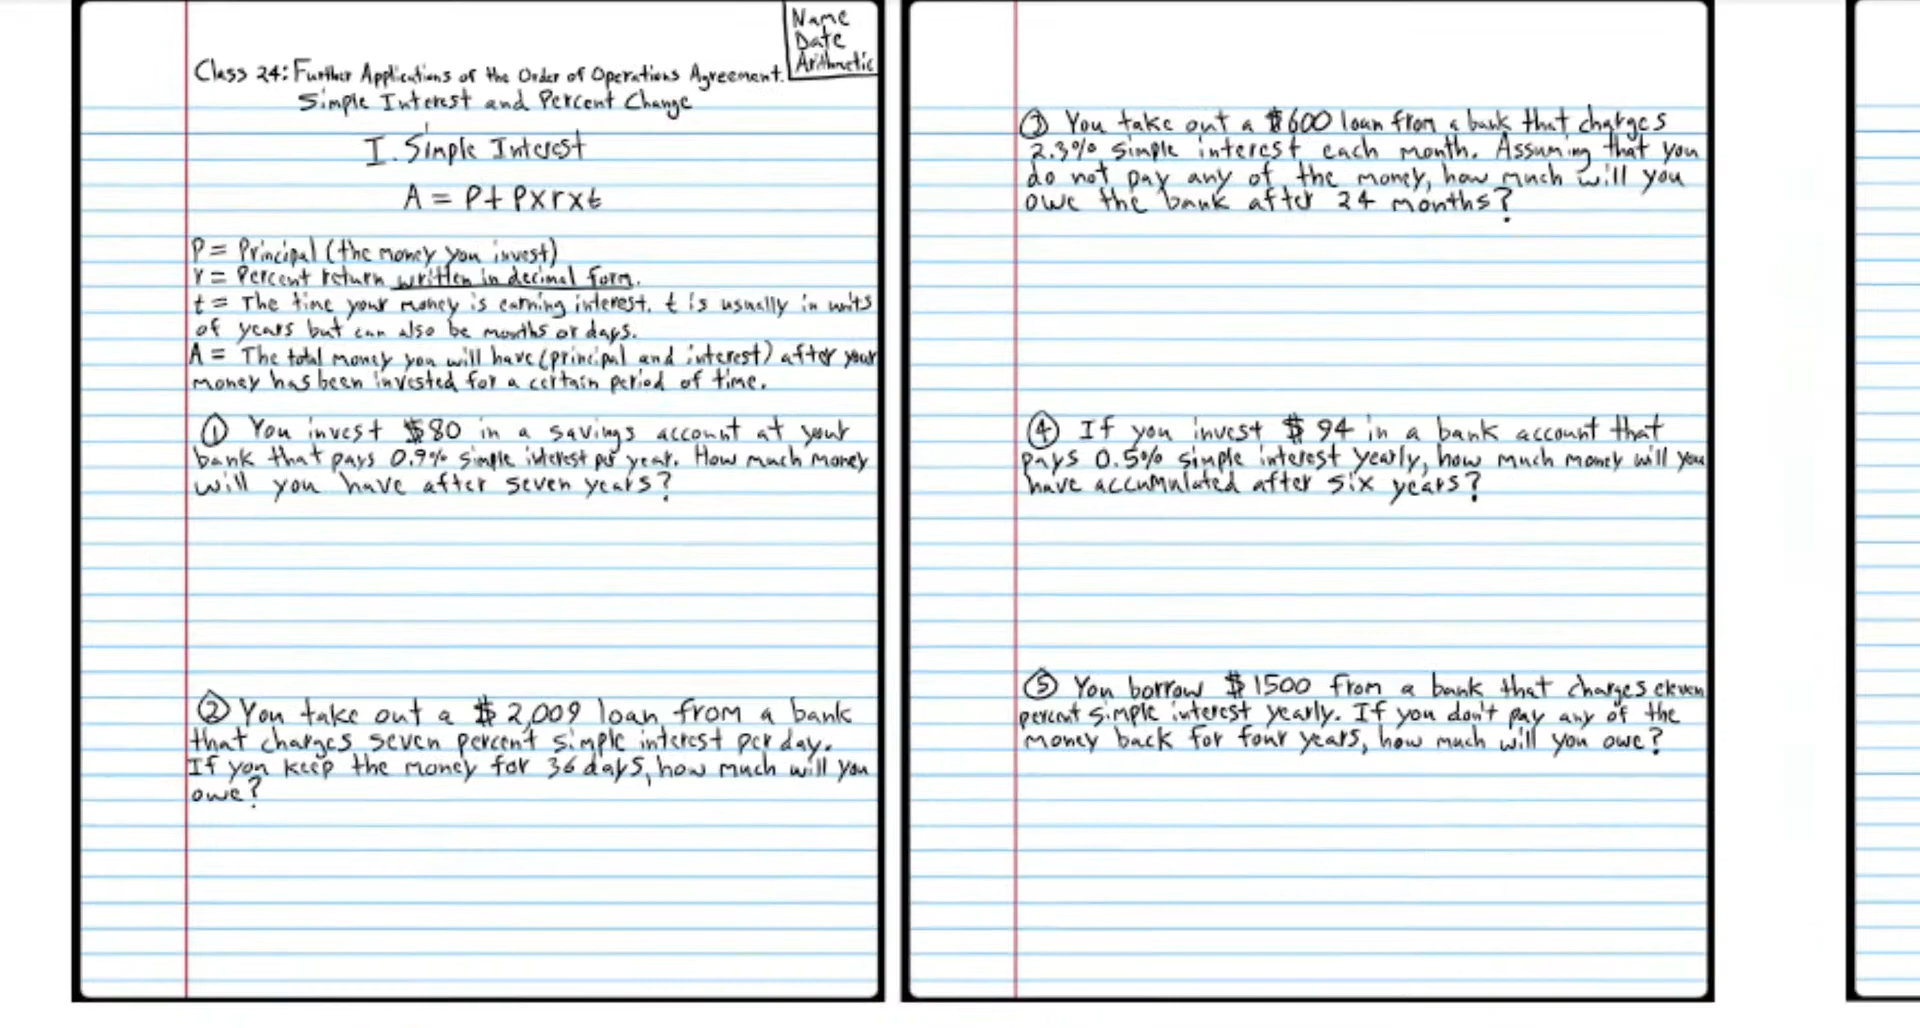 Name
Date
Arithmetic
Class 24: Further Applications of the Order of Operations Agreement.
Simple Interest and Percent Change
I. Simple Interest
A = P + P x r x t
P = Principal (the money you invest)
r = Percent return written in decimal form.
t = The time your money is earning interest. t is usually in units
of years but can also be months or days.
A = The total money you will have (principal and interest) after your
money has been invested for a certain period of time.
① You invest $80 in a savings account at your
bank that pays 0.9% simple interest per year. How much money
will you have after seven years?
② You take out a $2,009 loan from a bank
that charges seven percent simple interest per day.
If you keep the money for 36 days, how much will you
owe?
③ You take out a $600 loan from a bank that charges
2.3% simple interest each month. Assuming that you
do not pay any of the money, how much will you
owe the bank after 24 months?
④ If you invest $94 in a bank account that
pays 0.5% simple interest yearly, how much money will you
have accumulated after six years?
⑤ You borrow $1500 from a bank that charges eleven
percent simple interest yearly. If you don't pay any of the
money back for four years, how much will you owe?